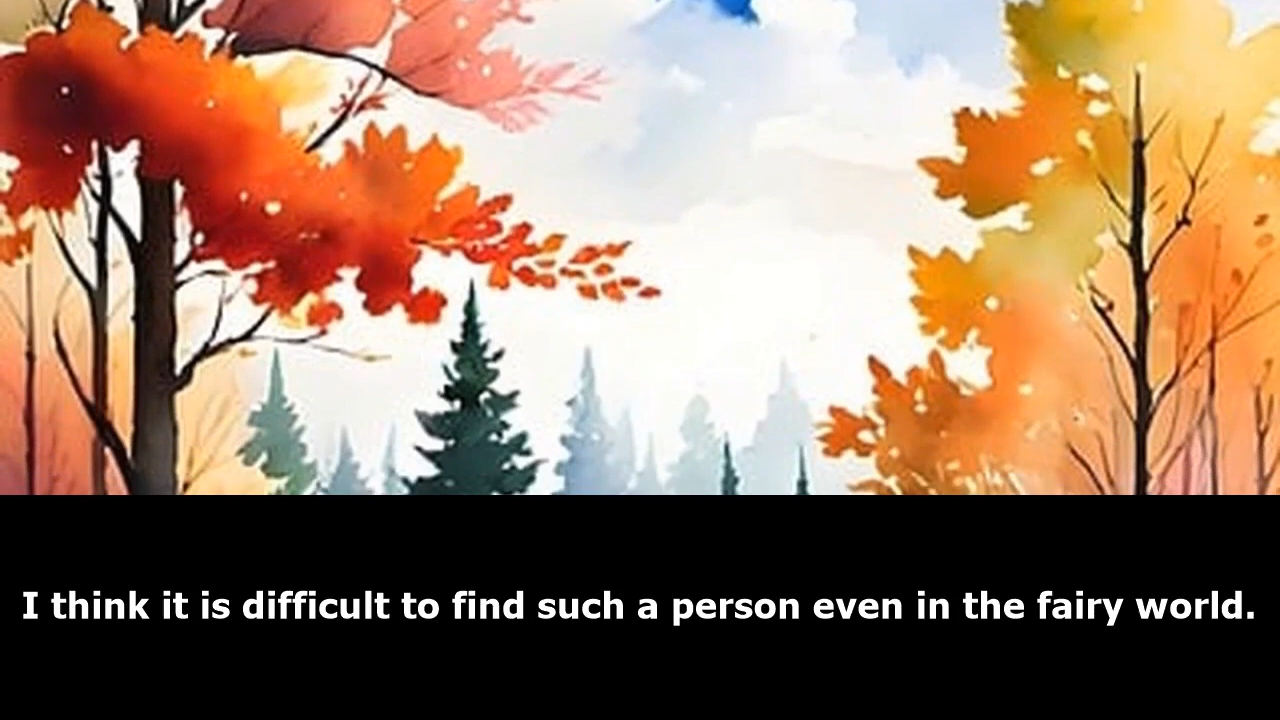 I think it is difficult to find such a person even in the fairy world.